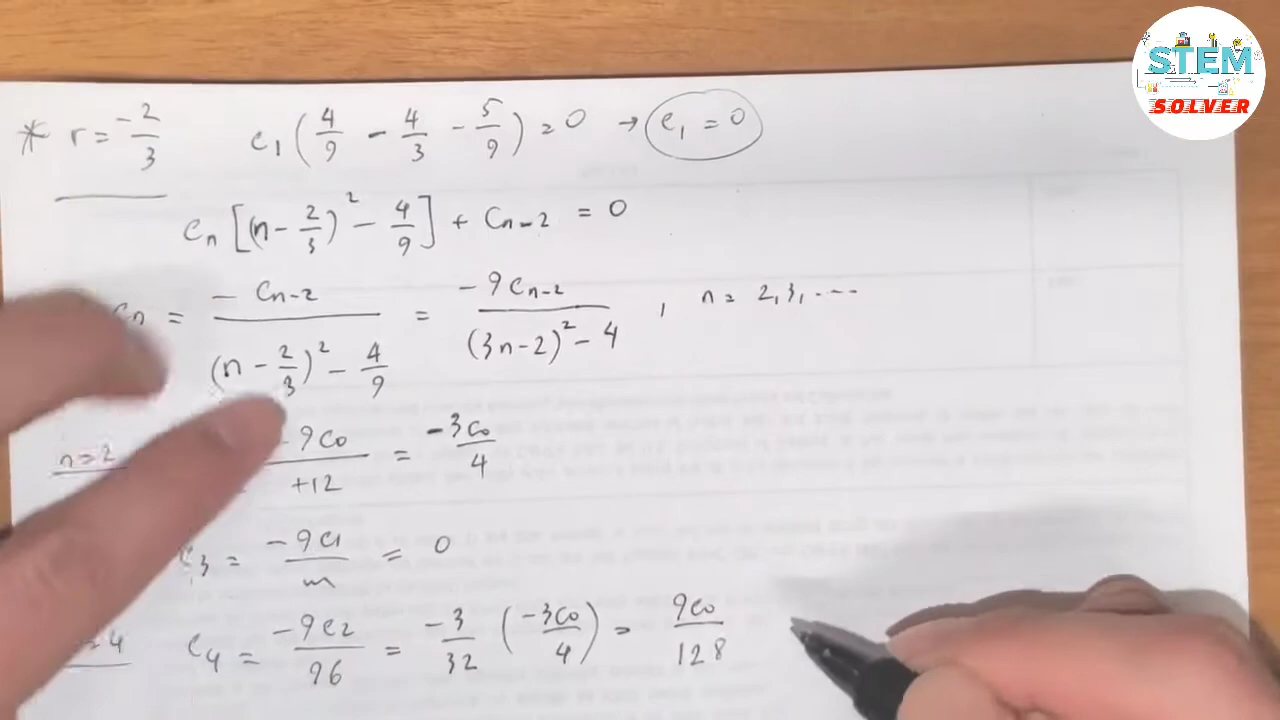 STEM
SOLVER
* r = -2/3    c₁(4/9 - 4/3 - 5/9) = 0 → c₁ = 0
cₙ[(n - 2/3)² - 4/9] + cₙ₋₂ = 0
cₙ = - cₙ₋₂/((n - 2/3)² - 4/9) = -9cₙ₋₂/((3n-2)² - 4) , n = 2,3,....
n=2    -9c₀/+12 = -3c₀/4
c₃ = -9c₁/m = 0
4    c₄ = -9c₂/96 = -3/32 (-3c₀/4) = 9c₀/128